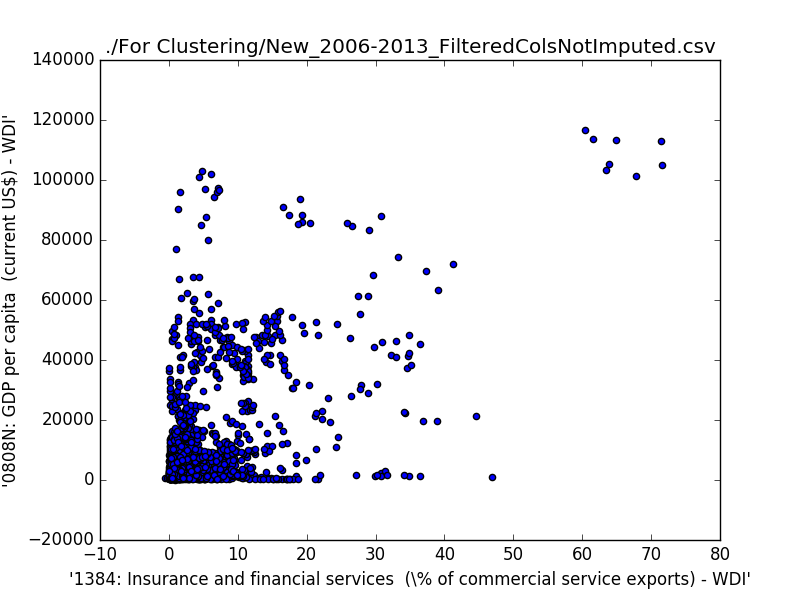 ./For Clustering/New_2006-2013_FilteredColsNotImputed.csv
140000
120000
100000
80000
60000
40000
20000
0
−20000
'0808N: GDP per capita  (current US$) - WDI'
−10 0 10 20 30 40 50 60 70 80
'1384: Insurance and financial services  (\% of commercial service exports) - WDI'